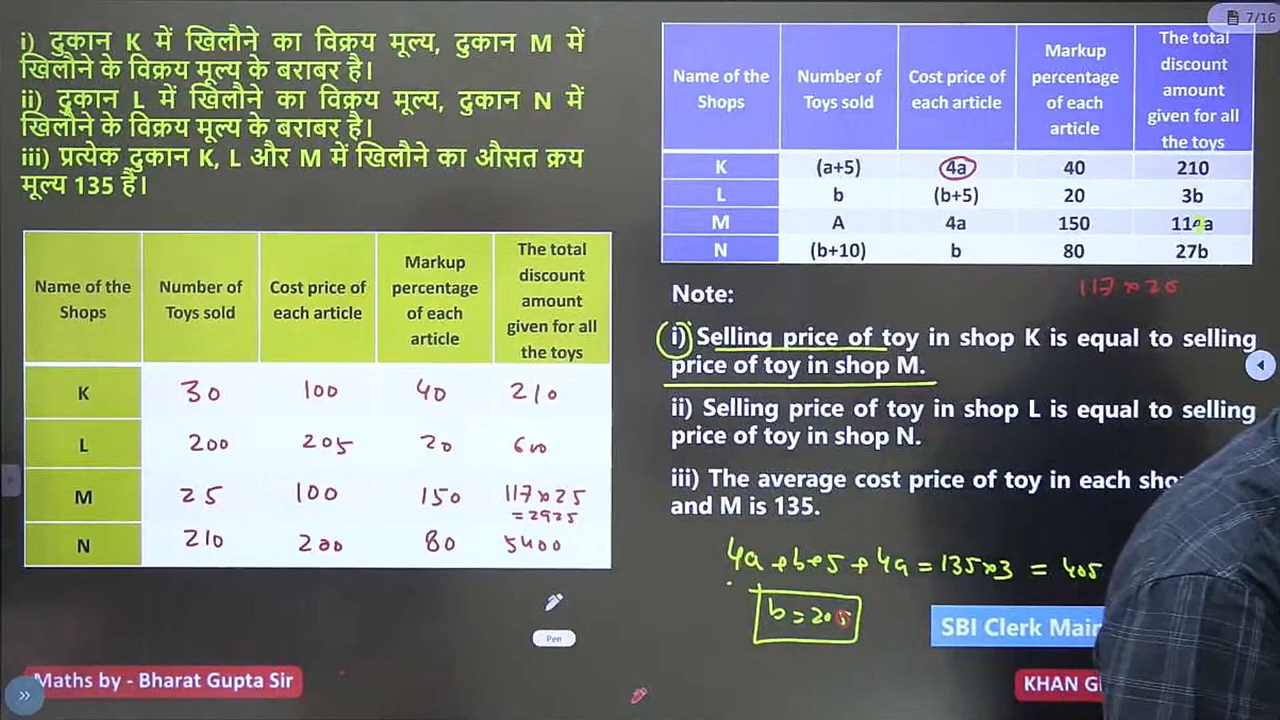 7/16
i) दुकान K में खिलौने का विक्रय मूल्य, दुकान M में
खिलौने के विक्रय मूल्य के बराबर है।
ii) दुकान L में खिलौने का विक्रय मूल्य, दुकान N में
खिलौने के विक्रय मूल्य के बराबर है।
iii) प्रत्येक दुकान K, L और M में खिलौने का औसत क्रय
मूल्य 135 है।
Name of the Shops | Number of Toys sold | Cost price of each article | Markup percentage of each article | The total discount amount given for all the toys
K 30 100 40 210
L 200 205 20 600
M 25 100 150 117×25 = 2925
N 210 200 80 5400
Name of the Shops | Number of Toys sold | Cost price of each article | Markup percentage of each article | The total discount amount given for all the toys
K (a+5) 4a 40 210
L b (b+5) 20 3b
M A 4a 150
N (b+10) b 80 27b
117×25
Note:
i) Selling price of toy in shop K is equal to selling
price of toy in shop M.
ii) Selling price of toy in shop L is equal to selling
price of toy in shop N.
iii) The average cost price of toy in each
and M is 135.
4a+b+5+4a = 135×3 = 405
b =
Pen
SBI Clerk
Maths by - Bharat Gupta Sir
KHAN